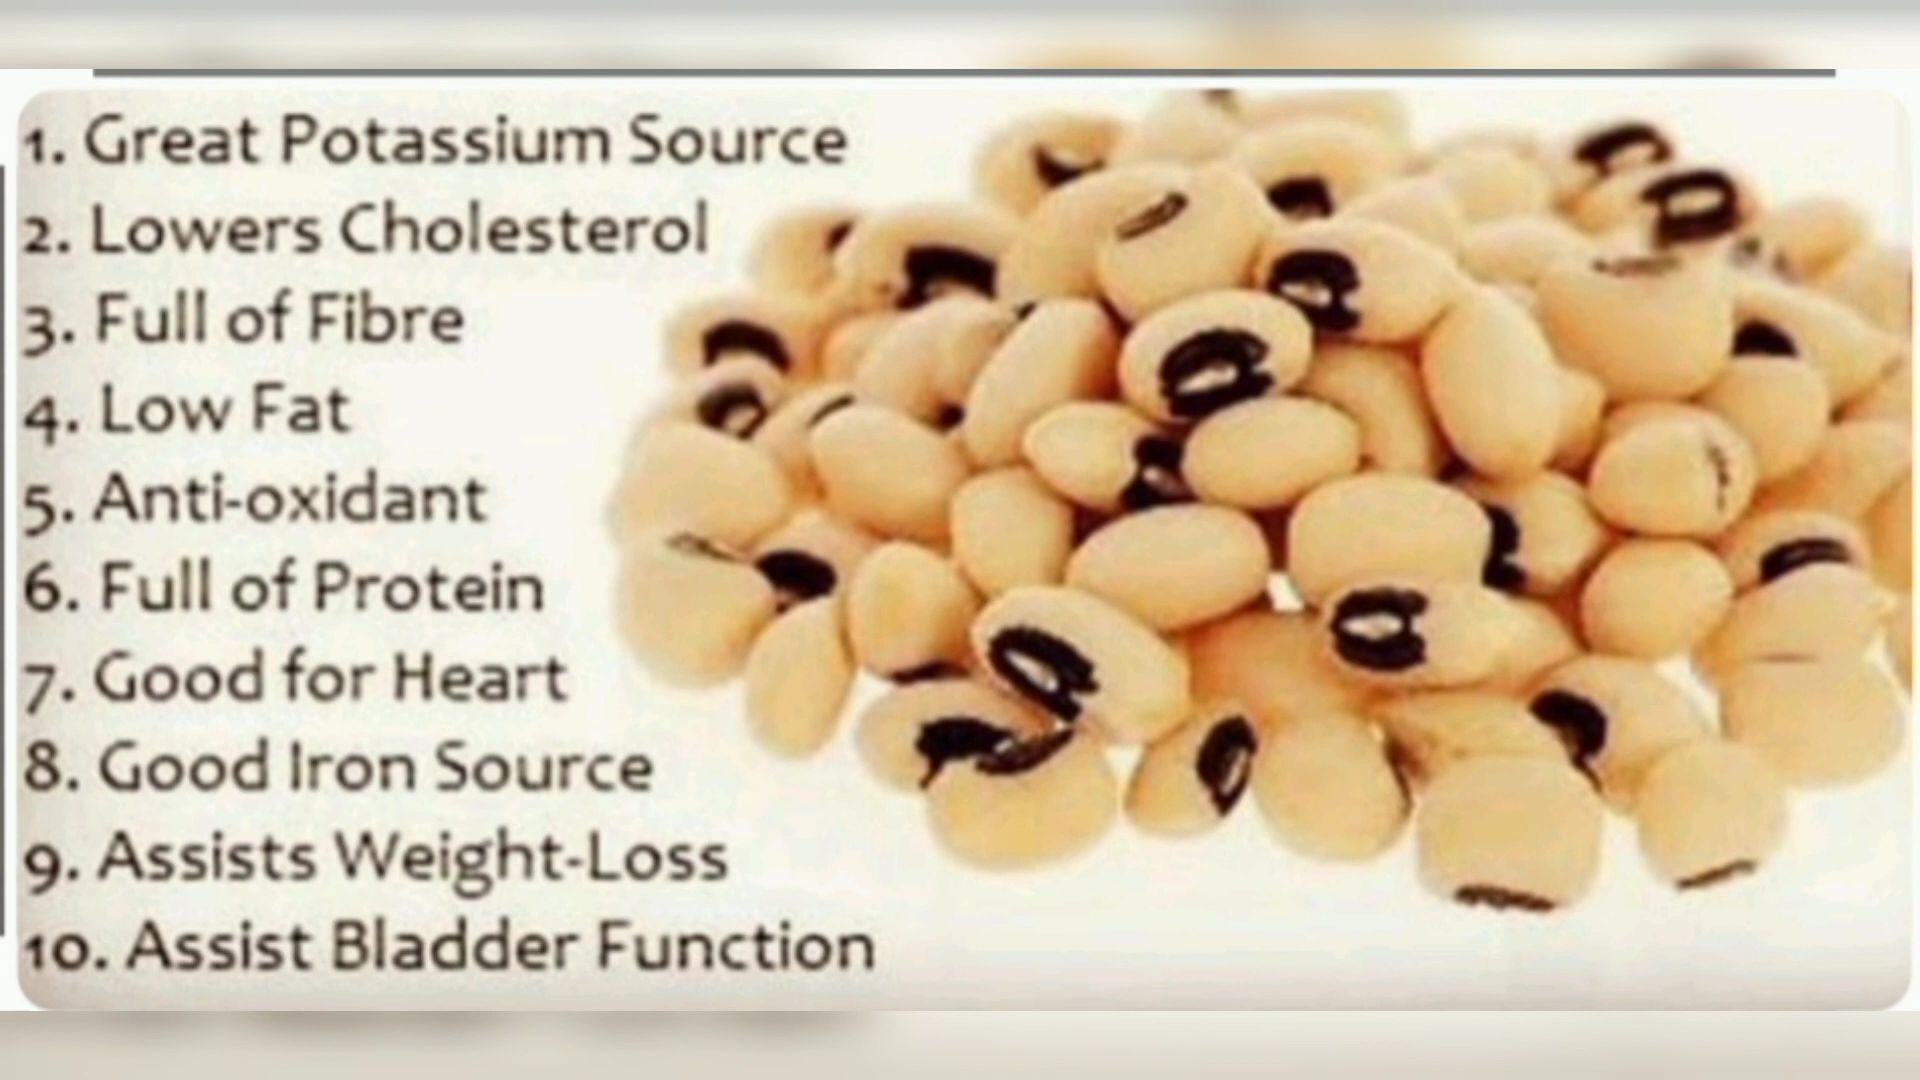 1. Great Potassium Source
2. Lowers Cholesterol
3. Full of Fibre
4. Low Fat
5. Anti-oxidant
6. Full of Protein
7. Good for Heart
8. Good Iron Source
9. Assists Weight-Loss
10. Assist Bladder Function